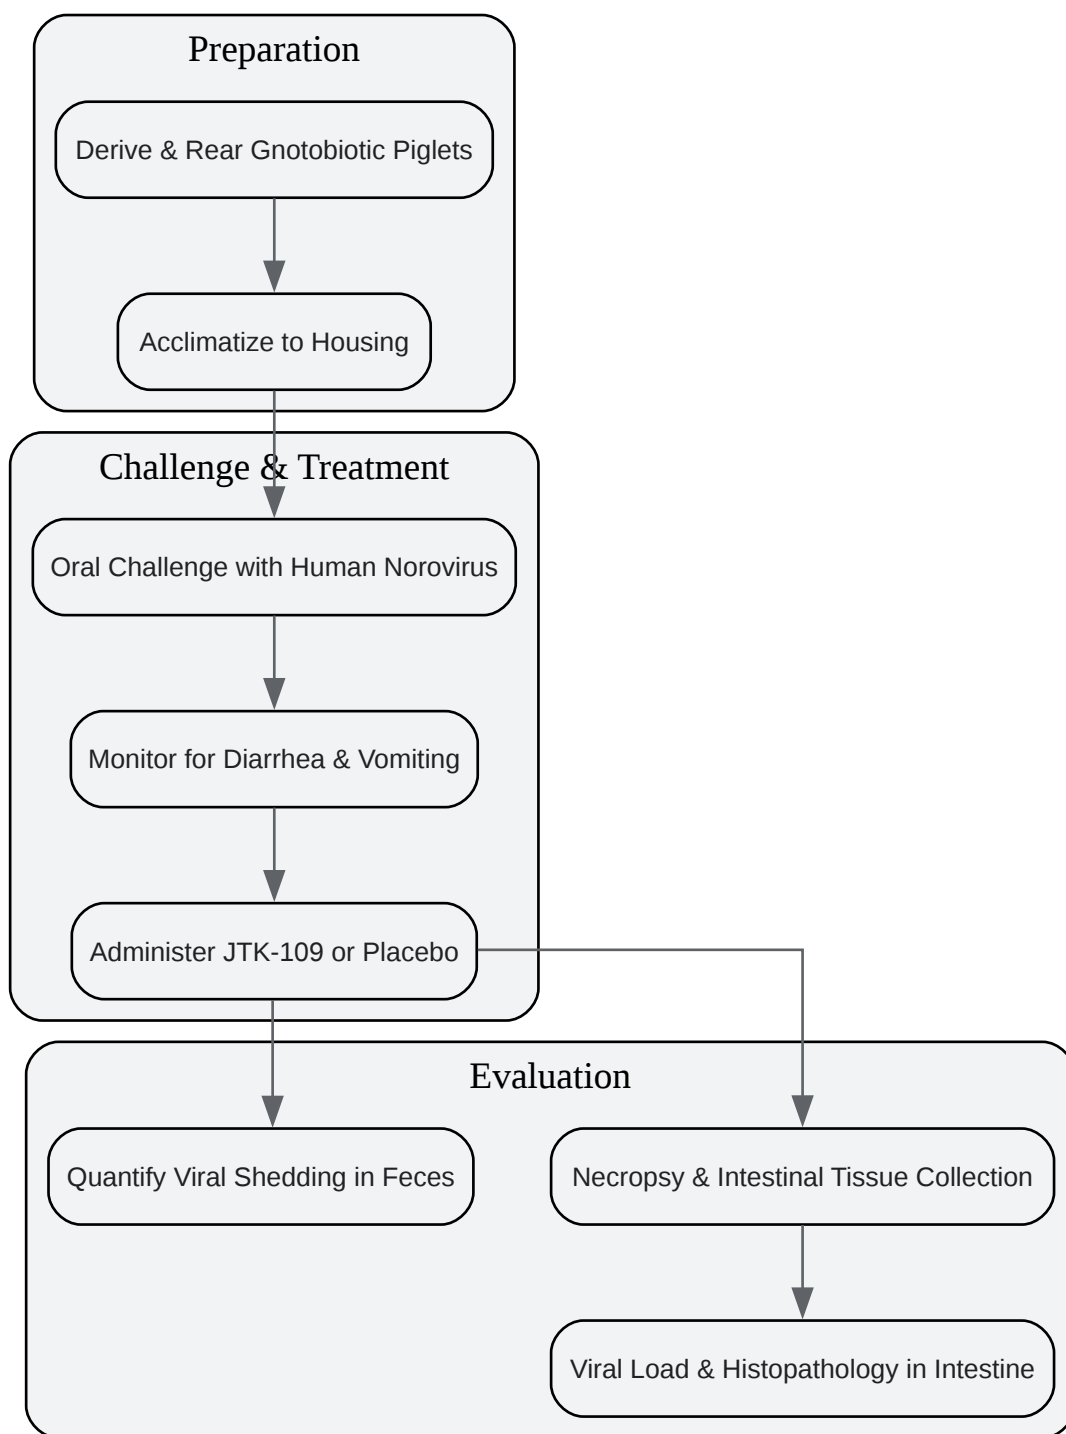 Preparation
Derive & Rear Gnotobiotic Piglets
Acclimatize to Housing
Challenge & Treatment
Oral Challenge with Human Norovirus
Monitor for Diarrhea & Vomiting
Administer JTK-109 or Placebo
Evaluation
Quantify Viral Shedding in Feces
Necropsy & Intestinal Tissue Collection
Viral Load & Histopathology in Intestine